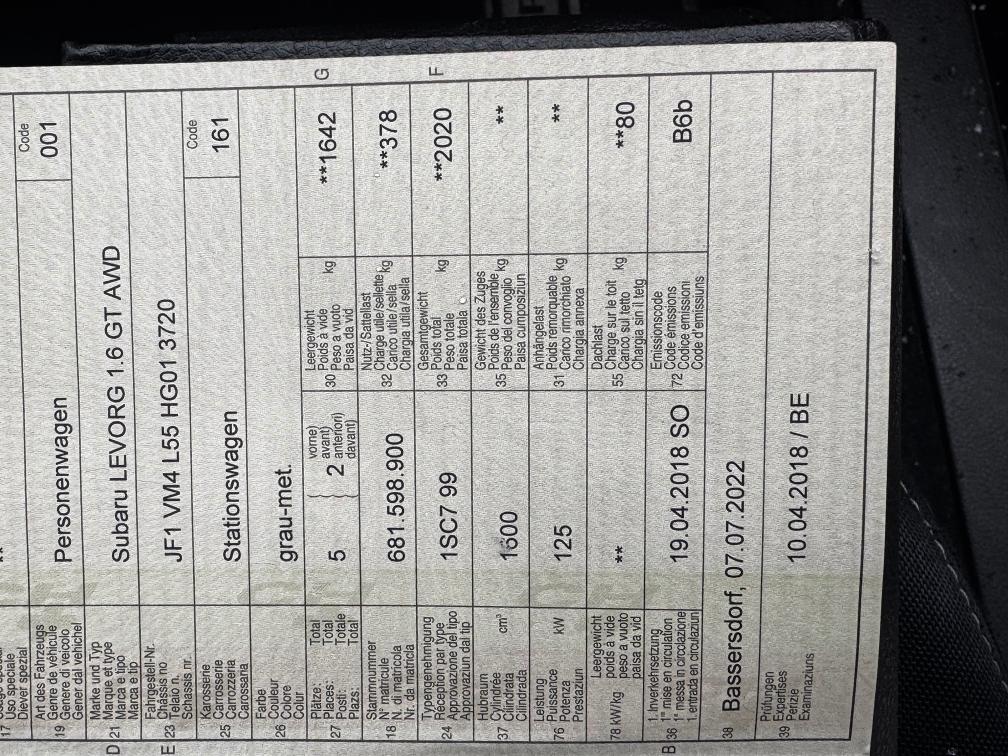 17
Uso speciale
Diever spezial
**
Art des Fahrzeugs
Genre de véhicule
19 Genere di veicolo
Gener dal vehichel
Personenwagen
Code
001
Marke und Typ
Marque et type
D 21 Marca e tipo
Marca e tip
Subaru LEVORG 1.6 GT AWD
Fahrgestell-Nr.
Châssis no
E 23 Telaio n.
Schassis nr.
JF1 VM4 L55 HG01 3720
Karosserie
Carrosserie
25 Carrozzeria
Carossaria
Stationswagen
Code
161
Farbe
Couleur
26 Colore
Colur
grau-met.
Plätze: Total
Places: Total
27 Posti: Totale
Plazs: Total
5 2
vorne)
avant)
anteriori)
davant)
Leergewicht
Poids à vide
30 Peso a vuoto kg
Paisa da vid
**1642
G
Stammnummer
N° matricule
18 N. di matricola
Nr. da matricla
681.598.900
Nutz-/Sattellast
Charge utile/sellette
32 Carico utile/sella kg
Chargia utila/sella
**378
Typengenehmigung
Réception par type
24 Approvazione del tipo
Approvaziun dal tip
1SC7 99
Gesamtgewicht
Poids total
33 Peso totale kg
Paisa totala
**2020
F
Hubraum
Cylindrée
37 Cilindrata cm³
Cilindrada
1600
Gewicht des Zuges
Poids de l'ensemble
35 Peso del convoglio kg
Paisa cumposiziun
**
Leistung
Puissance
76 Potenza kW
Prestaziun
125
Anhängelast
Poids remorquable
31 Carico rimorchiato kg
Chargia annexa
**
Leergewicht
poids à vide
78 kW/kg peso a vuoto
paisa da vid
**
Dachlast
Charge sur le toit
55 Carico sul tetto kg
Chargia sin il tetg
**80
1. Inverkehrsetzung
1re mise en circulation
B 36 1a messa in circolazione
1. entrada en circulaziun
19.04.2018 SO
Emissionscode
72 Code émissions
Codice emissioni
Code d'emissiuns
B6b
38 Bassersdorf, 07.07.2022
Prüfungen
Expertises
39 Perizie
Examinaziuns
10.04.2018 / BE